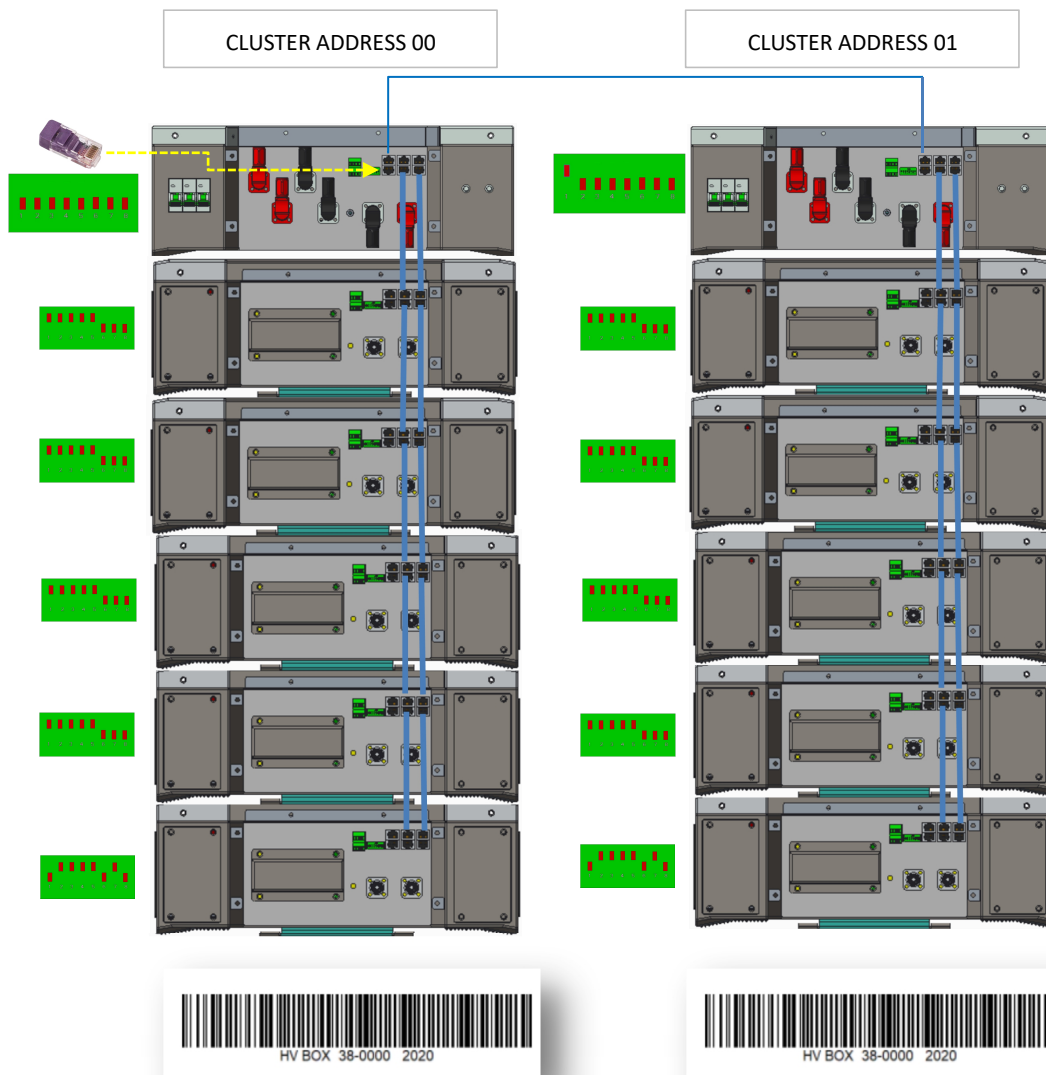 CLUSTER ADDRESS 00
CLUSTER ADDRESS 01
HV BOX 38-0000 2020
HV BOX 38-0000 2020